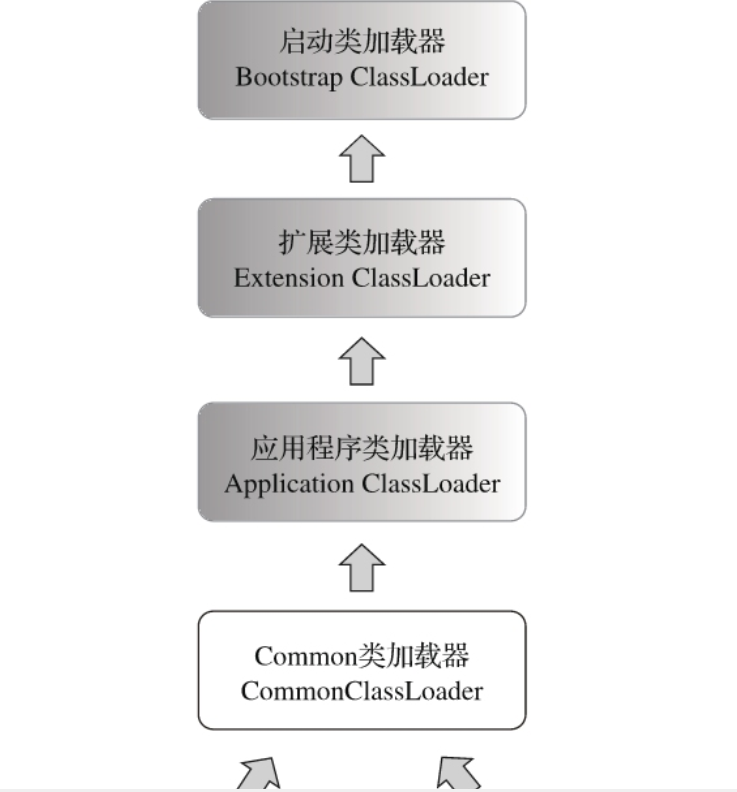 启动类加载器
Bootstrap ClassLoader
扩展类加载器
Extension ClassLoader
应用程序类加载器
Application ClassLoader
Common类加载器
CommonClassLoader